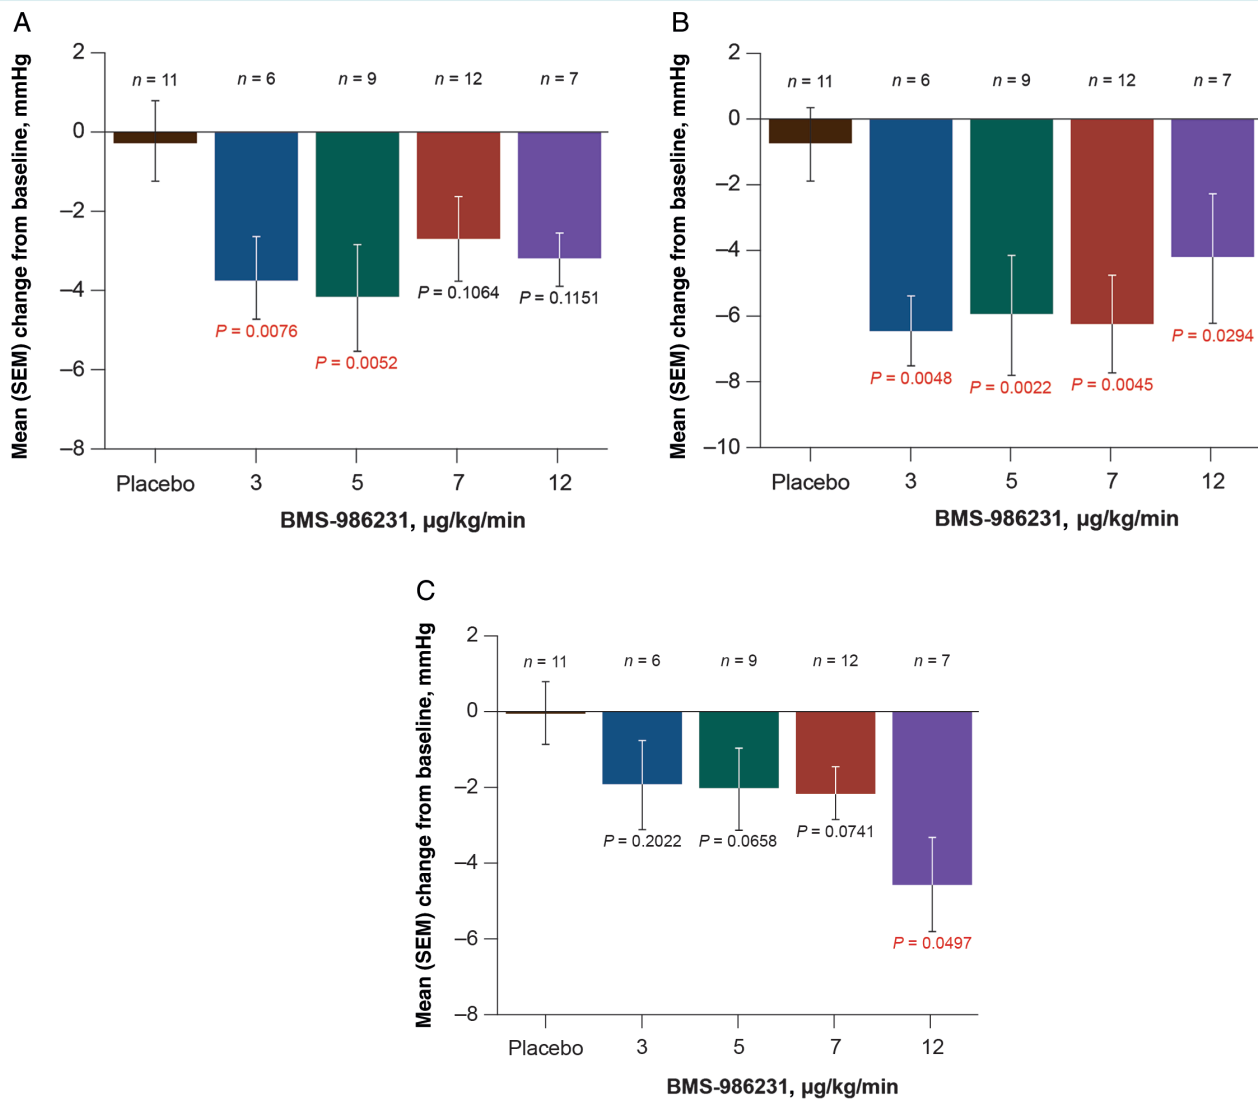 A
Mean (SEM) change from baseline, mmHg
2
0
–2
–4
–6
–8
n = 11
n = 6
n = 9
n = 12
n = 7
P = 0.0076
P = 0.0052
P = 0.1064
P = 0.1151
Placebo
3
5
7
12
BMS-986231, µg/kg/min
B
Mean (SEM) change from baseline, mmHg
2
0
–2
–4
–6
–8
–10
n = 11
n = 6
n = 9
n = 12
n = 7
P = 0.0048
P = 0.0022
P = 0.0045
P = 0.0294
Placebo
3
5
7
12
BMS-986231, µg/kg/min
C
Mean (SEM) change from baseline, mmHg
2
0
–2
–4
–6
–8
n = 11
n = 6
n = 9
n = 12
n = 7
P = 0.2022
P = 0.0658
P = 0.0741
P = 0.0497
Placebo
3
5
7
12
BMS-986231, µg/kg/min